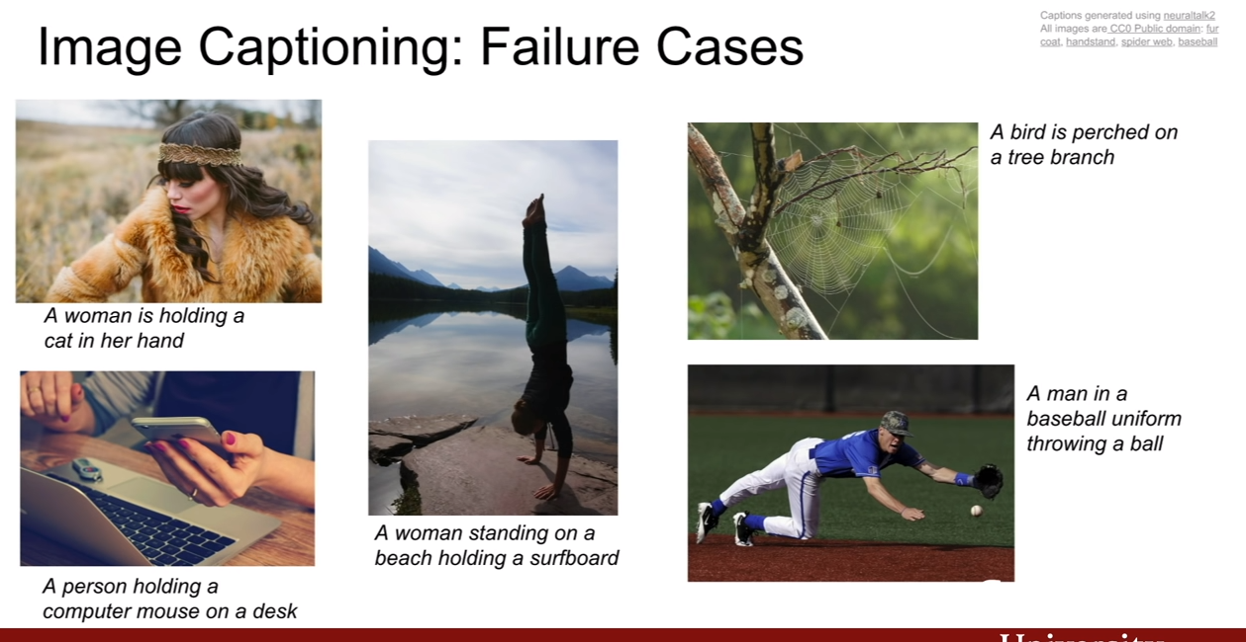 Image Captioning: Failure Cases
Captions generated using neuraltalk2
All images are CC0 Public domain: fur
coat, handstand, spider web, baseball
A woman is holding a
cat in her hand
A person holding a
computer mouse on a desk
A woman standing on a
beach holding a surfboard
A bird is perched on
a tree branch
A man in a
baseball uniform
throwing a ball
University